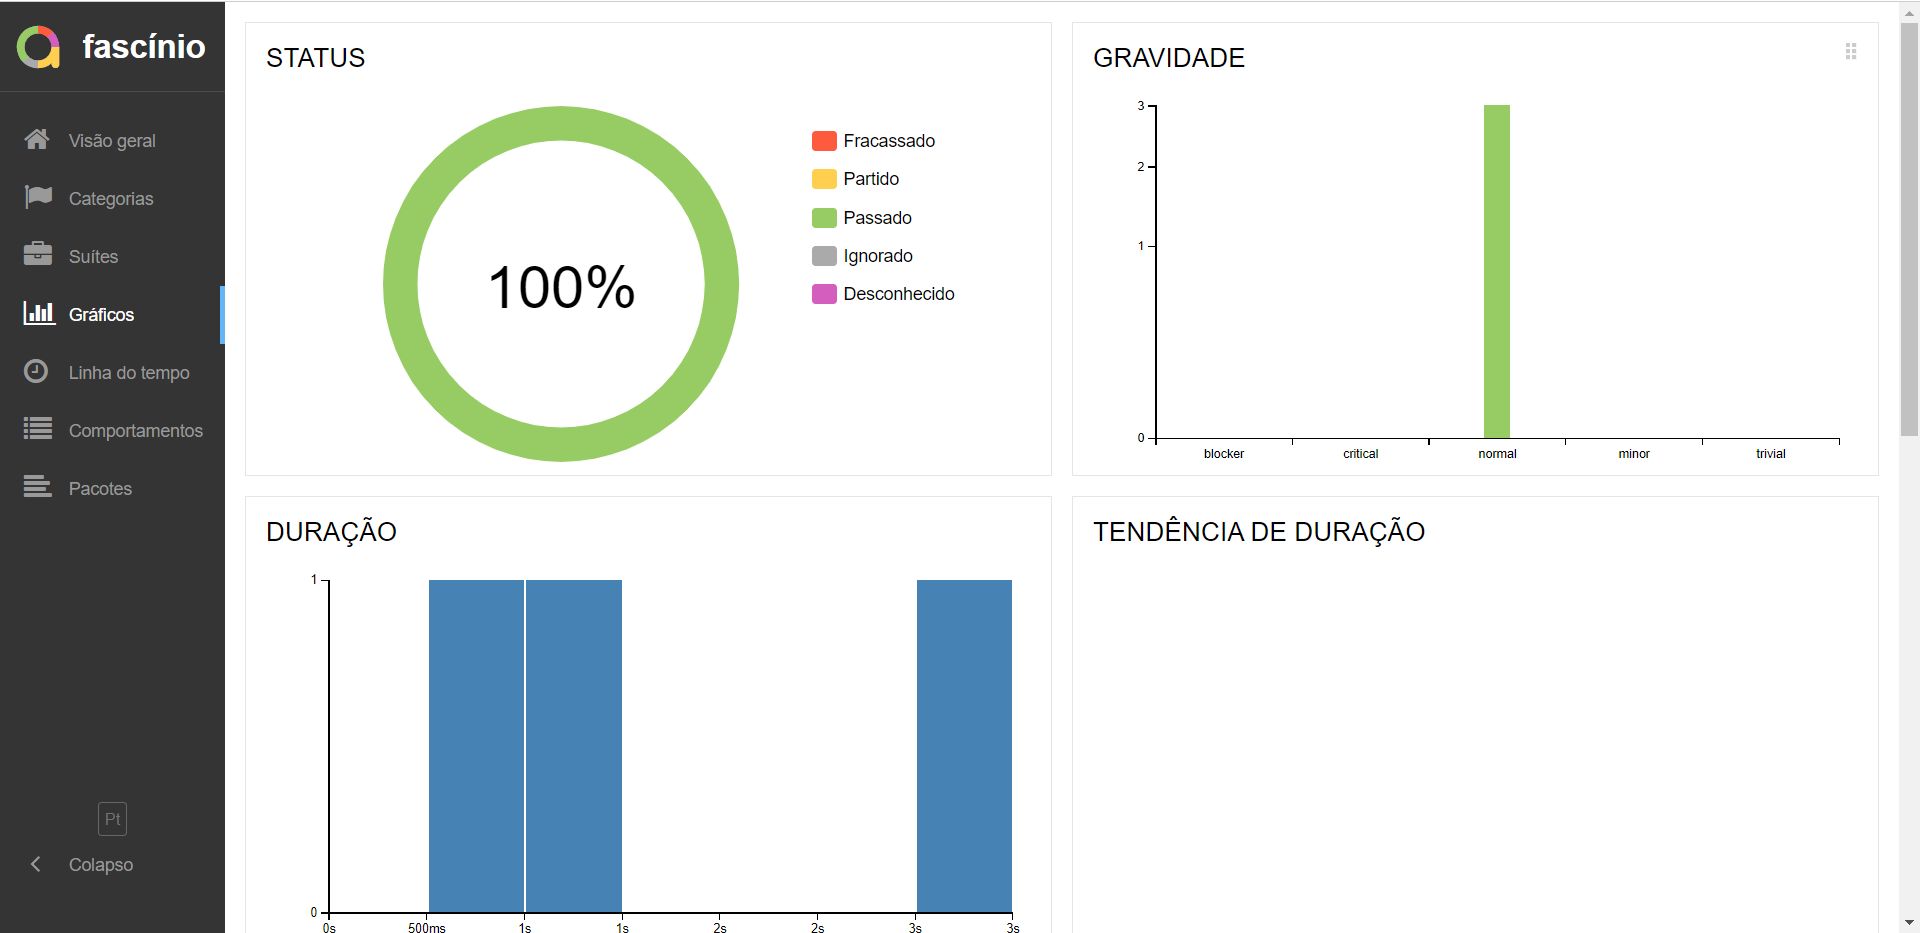 fascínio
Visão geral
Categorias
Suítes
Gráficos
Linha do tempo
Comportamentos
Pacotes
Pt
Colapso
STATUS
100%
Fracassado
Partido
Passado
Ignorado
Desconhecido
GRAVIDADE
3
2
1
0
blocker critical normal minor trivial
DURAÇÃO
1
0
0s 500ms 1s 1s 2s 2s 3s 3s
TENDÊNCIA DE DURAÇÃO